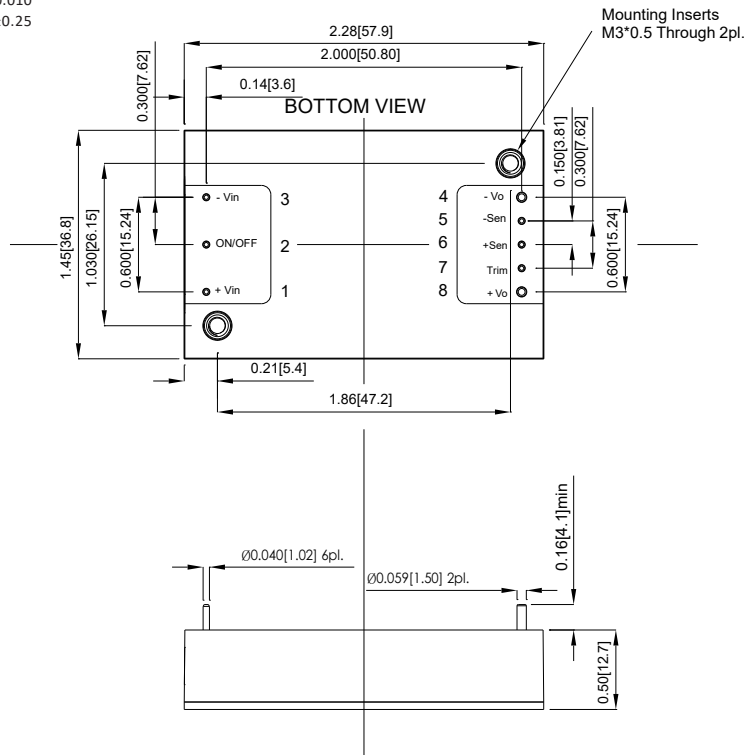 0.010
±0.25
Mounting Inserts
M3*0.5 Through 2pl.
2.28[57.9]
2.000[50.80]
0.14[3.6]
0.300[7.62]
BOTTOM VIEW
0.150[3.81]
0.300[7.62]
1.45[36.8]
1.030[26.15]
0.600[15.24]
- Vin 3
ON/OFF 2
+ Vin 1
4 - Vo
5 -Sen
6 +Sen
7 Trim
8 + Vo
0.600[15.24]
0.21[5.4]
1.86[47.2]
0.16[4.1]min
Ø0.040[1.02] 6pl.
Ø0.059[1.50] 2pl.
0.50[12.7]